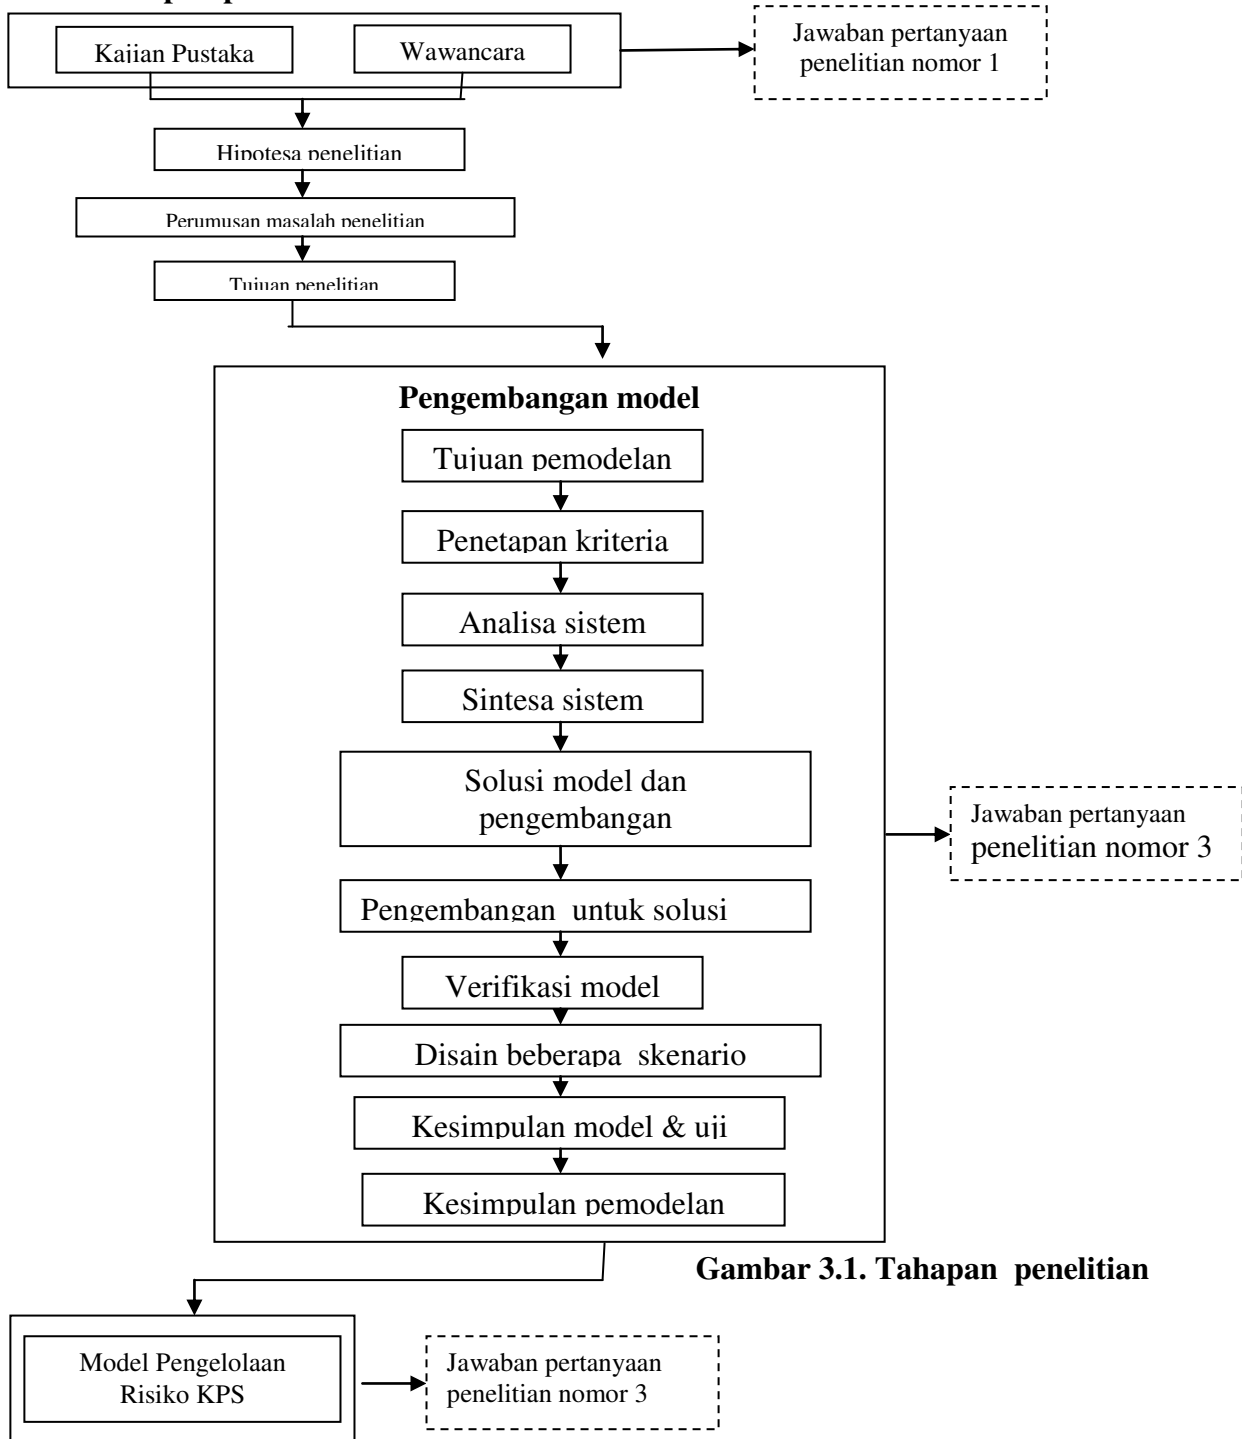 Kajian Pustaka
Wawancara
Jawaban pertanyaan
penelitian nomor 1
Hipotesa penelitian
Perumusan masalah penelitian
Tujuan penelitian
Pengembangan model
Tujuan pemodelan
Penetapan kriteria
Analisa sistem
Sintesa sistem
Solusi model dan
pengembangan
Jawaban pertanyaan
penelitian nomor 3
Pengembangan untuk solusi
Verifikasi model
Disain beberapa skenario
Kesimpulan model & uji
Kesimpulan pemodelan
Gambar 3.1. Tahapan penelitian
Model Pengelolaan
Risiko KPS
Jawaban pertanyaan
penelitian nomor 3